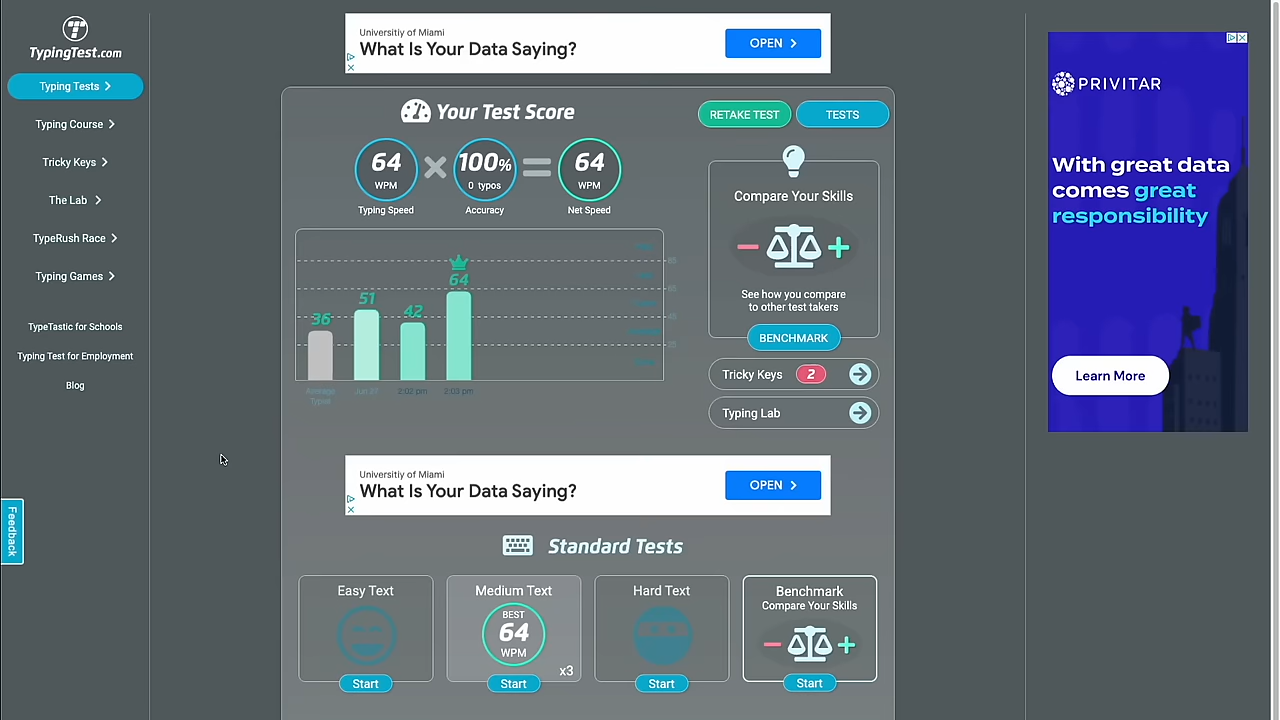 TypingTest.com
Typing Tests
Typing Course
Tricky Keys
The Lab
TypeRush Race
Typing Games
TypeTastic for Schools
Typing Test for Employment
Blog
Feedback
Universitiy of Miami
What Is Your Data Saying?
OPEN
Your Test Score
RETAKE TEST
TESTS
64
WPM
Typing Speed
100%
0 typos
Accuracy
64
WPM
Net Speed
36
51
42
64
Average
Typist
Jun 27
2:02 pm
2:03 pm
Compare Your Skills
See how you compare
to other test takers
BENCHMARK
Tricky Keys 2
Typing Lab
Universitiy of Miami
What Is Your Data Saying?
OPEN
Standard Tests
Easy Text
Start
Medium Text
BEST
64
WPM
x3
Start
Hard Text
Start
Benchmark
Compare Your Skills
Start
PRIVITAR
With great data
comes great
responsibility
Learn More